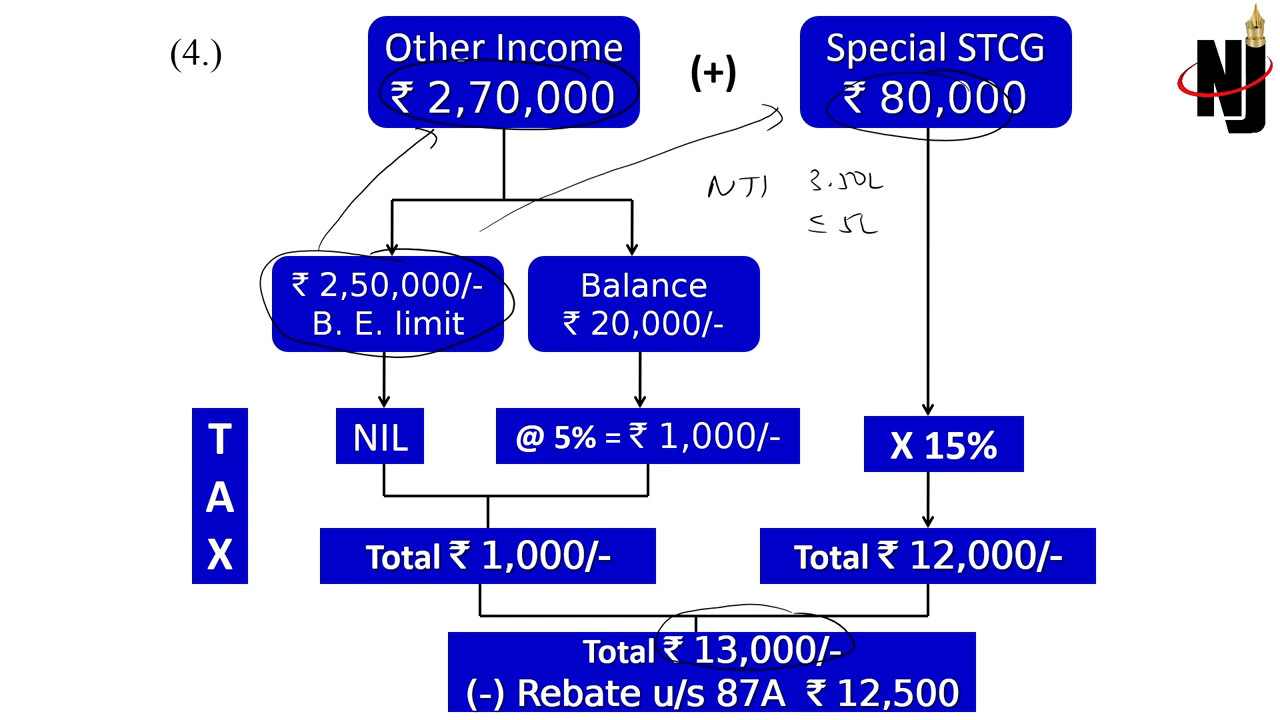 (4.)
Other Income
₹ 2,70,000
(+)
Special STCG
₹ 80,000
NJ
NTI 3.50L
≤ 5L
₹ 2,50,000/-
B. E. limit
Balance
₹ 20,000/-
TAX
NIL
@ 5% = ₹ 1,000/-
X 15%
Total ₹ 1,000/-
Total ₹ 12,000/-
Total ₹ 13,000/-
(-) Rebate u/s 87A ₹ 12,500